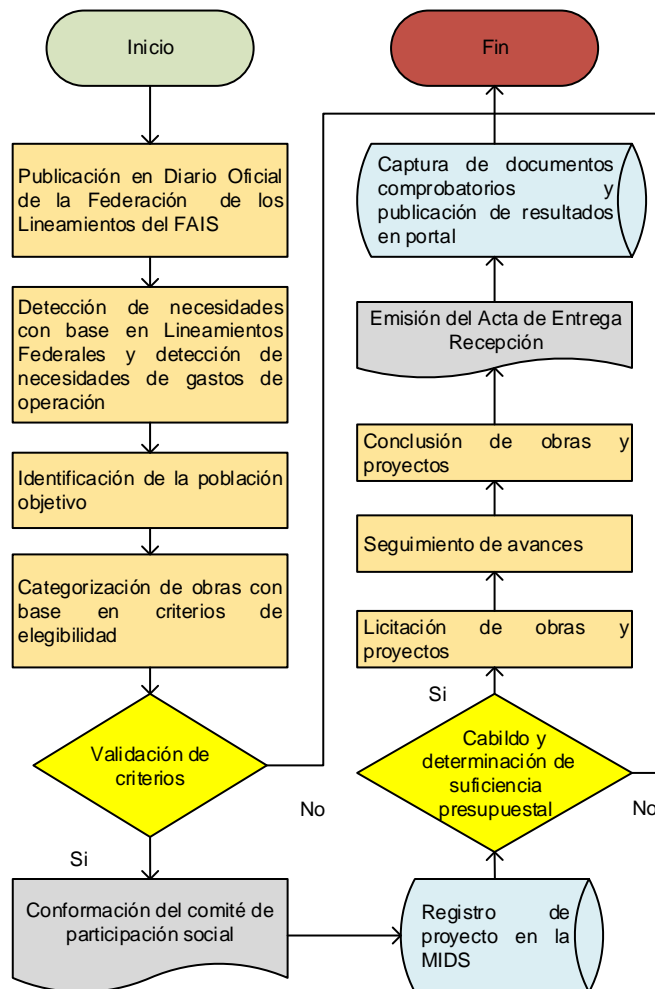 Inicio
Publicación en Diario Oficial
de la Federación de los
Lineamientos del FAIS
Detección de necesidades
con base en Lineamientos
Federales y detección de
necesidades de gastos de
operación
Identificación de la población
objetivo
Categorización de obras con
base en criterios de
elegibilidad
Validación de
criterios
No
Si
Conformación del comité de
participación social
Registro de
proyecto en la
MIDS
Cabildo y
determinación de
suficiencia
presupuestal
No
Si
Licitación de obras y
proyectos
Seguimiento de avances
Conclusión de obras y
proyectos
Emisión del Acta de Entrega
Recepción
Captura de documentos
comprobatorios y
publicación de resultados
en portal
Fin